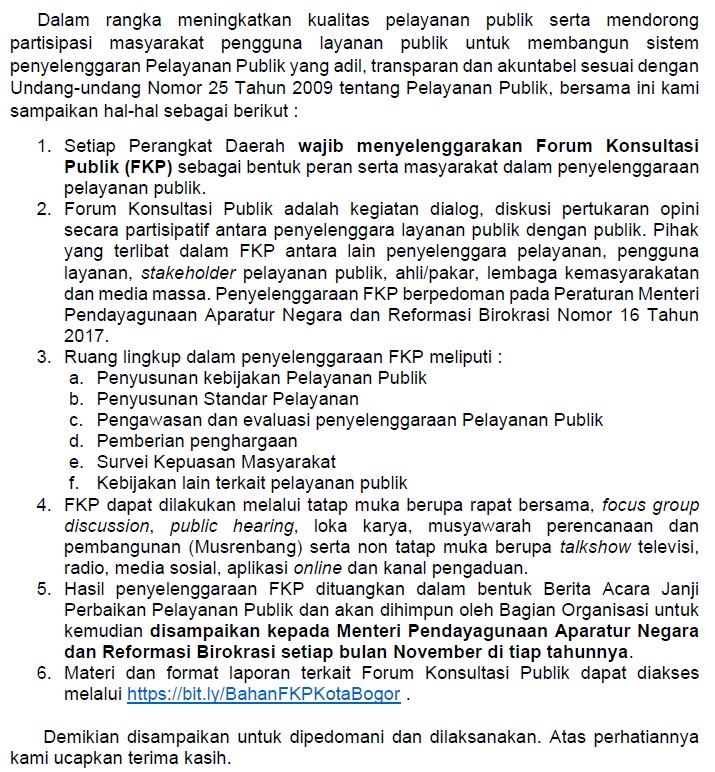 Dalam rangka meningkatkan kualitas pelayanan publik serta mendorong
partisipasi masyarakat pengguna layanan publik untuk membangun sistem
penyelenggaran Pelayanan Publik yang adil, transparan dan akuntabel sesuai dengan
Undang-undang Nomor 25 Tahun 2009 tentang Pelayanan Publik, bersama ini kami
sampaikan hal-hal sebagai berikut :
1. Setiap Perangkat Daerah wajib menyelenggarakan Forum Konsultasi
Publik (FKP) sebagai bentuk peran serta masyarakat dalam penyelenggaraan
pelayanan publik.
2. Forum Konsultasi Publik adalah kegiatan dialog, diskusi pertukaran opini
secara partisipatif antara penyelenggara layanan publik dengan publik. Pihak
yang terlibat dalam FKP antara lain penyelenggara pelayanan, pengguna
layanan, stakeholder pelayanan publik, ahli/pakar, lembaga kemasyarakatan
dan media massa. Penyelenggaraan FKP berpedoman pada Peraturan Menteri
Pendayagunaan Aparatur Negara dan Reformasi Birokrasi Nomor 16 Tahun
2017.
3. Ruang lingkup dalam penyelenggaraan FKP meliputi :
a. Penyusunan kebijakan Pelayanan Publik
b. Penyusunan Standar Pelayanan
c. Pengawasan dan evaluasi penyelenggaraan Pelayanan Publik
d. Pemberian penghargaan
e. Survei Kepuasan Masyarakat
f. Kebijakan lain terkait pelayanan publik
4. FKP dapat dilakukan melalui tatap muka berupa rapat bersama, focus group
discussion, public hearing, loka karya, musyawarah perencanaan dan
pembangunan (Musrenbang) serta non tatap muka berupa talkshow televisi,
radio, media sosial, aplikasi online dan kanal pengaduan.
5. Hasil penyelenggaraan FKP dituangkan dalam bentuk Berita Acara Janji
Perbaikan Pelayanan Publik dan akan dihimpun oleh Bagian Organisasi untuk
kemudian disampaikan kepada Menteri Pendayagunaan Aparatur Negara
dan Reformasi Birokrasi setiap bulan November di tiap tahunnya.
6. Materi dan format laporan terkait Forum Konsultasi Publik dapat diakses
melalui https://bit.ly/BahanFKPKotaBogor .
Demikian disampaikan untuk dipedomani dan dilaksanakan. Atas perhatiannya
kami ucapkan terima kasih.